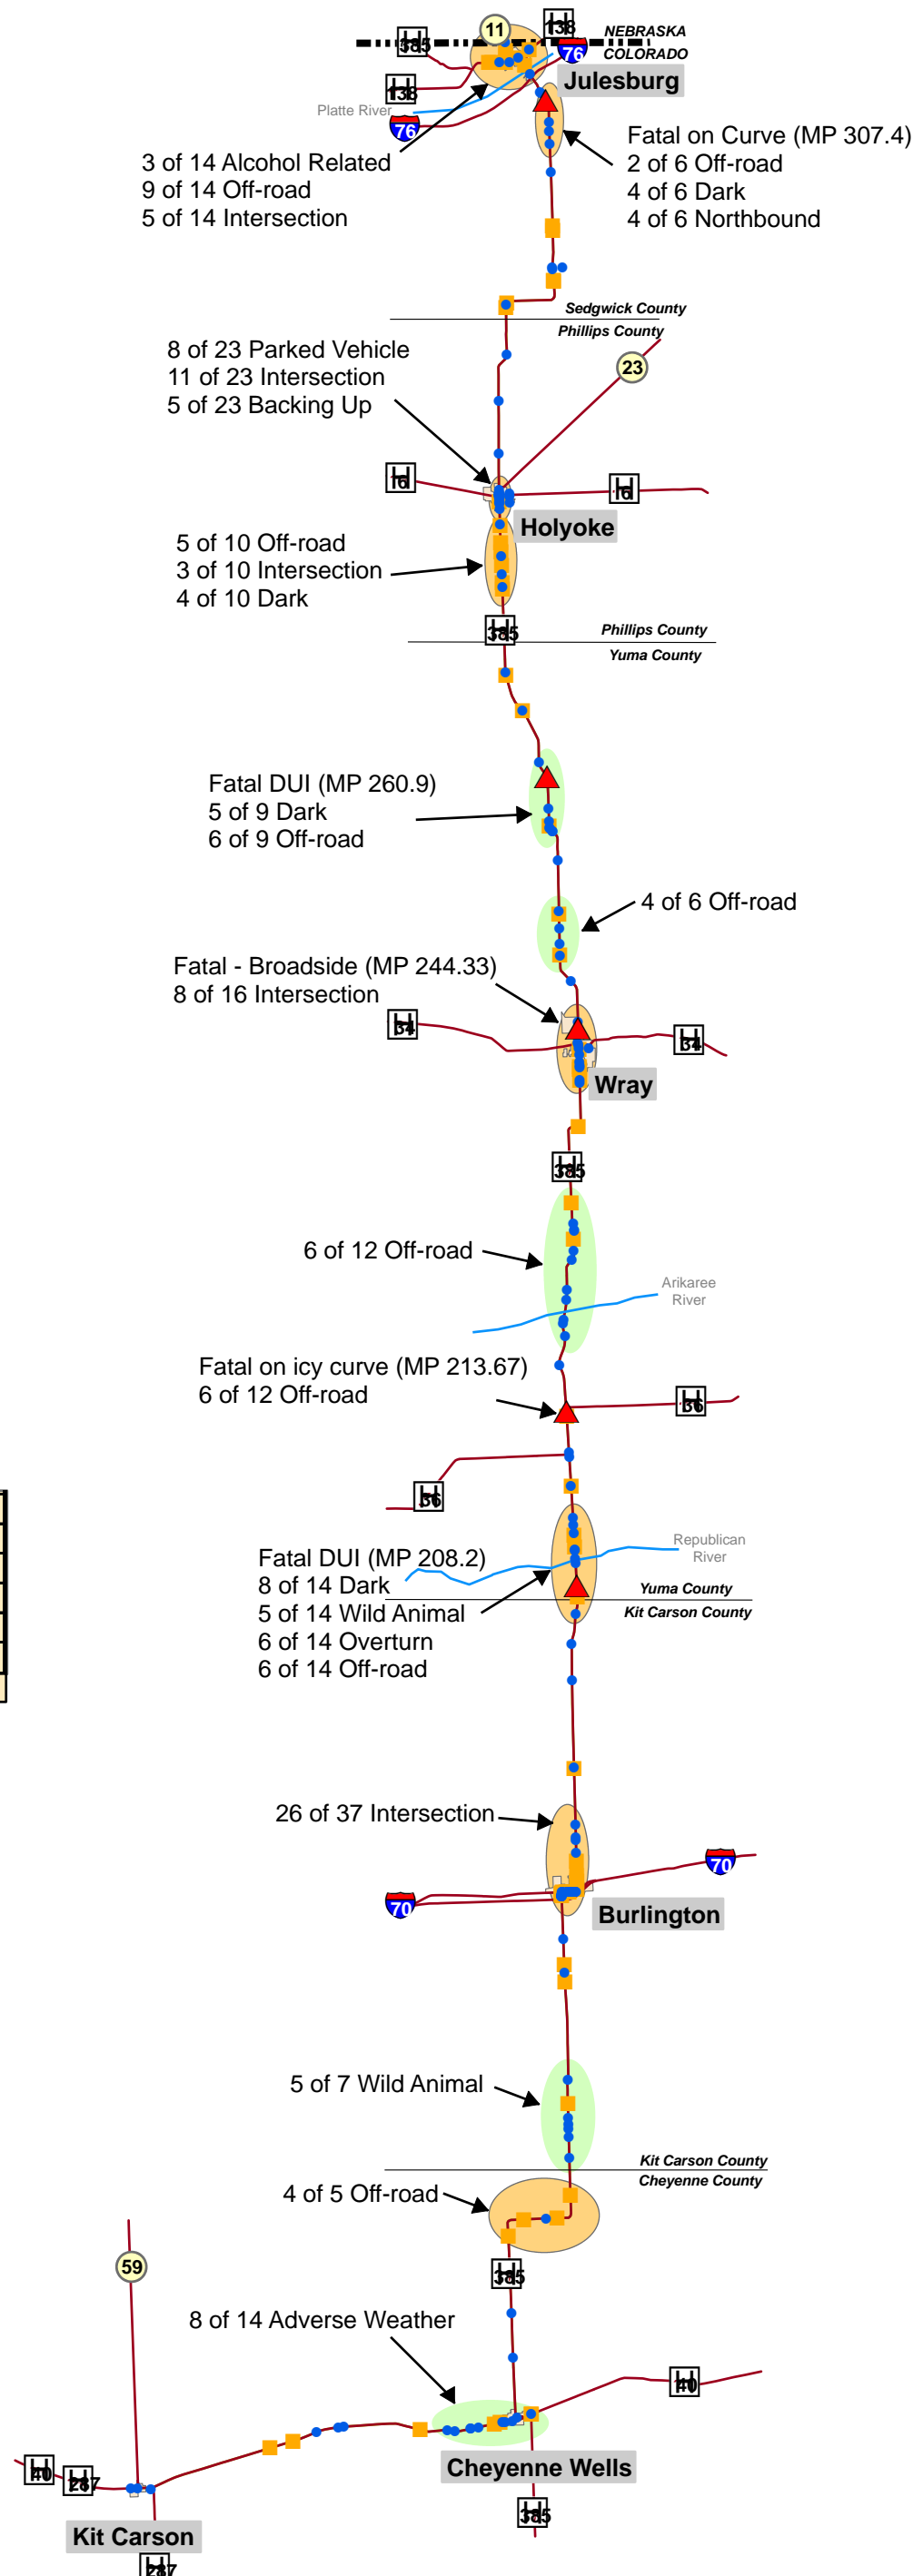 11
138
NEBRASKA
385
COLORADO
76
Julesburg
138
Platte River
76
Fatal on Curve (MP 307.4)
2 of 6 Off-road
4 of 6 Dark
4 of 6 Northbound
3 of 14 Alcohol Related
9 of 14 Off-road
5 of 14 Intersection
Sedgwick County
Phillips County
8 of 23 Parked Vehicle
11 of 23 Intersection
5 of 23 Backing Up
23
H
H
Holyoke
5 of 10 Off-road
3 of 10 Intersection
4 of 10 Dark
385
Phillips County
Yuma County
Fatal DUI (MP 260.9)
5 of 9 Dark
6 of 9 Off-road
4 of 6 Off-road
Fatal - Broadside (MP 244.33)
8 of 16 Intersection
34
34
Wray
385
6 of 12 Off-road
Arikaree
River
Fatal on icy curve (MP 213.67)
6 of 12 Off-road
36
36
Republican
River
Fatal DUI (MP 208.2)
8 of 14 Dark
5 of 14 Wild Animal
6 of 14 Overturn
6 of 14 Off-road
Yuma County
Kit Carson County
26 of 37 Intersection
70
70
Burlington
5 of 7 Wild Animal
Kit Carson County
Cheyenne County
4 of 5 Off-road
59
385
8 of 14 Adverse Weather
40
Cheyenne Wells
40
287
385
Kit Carson
287